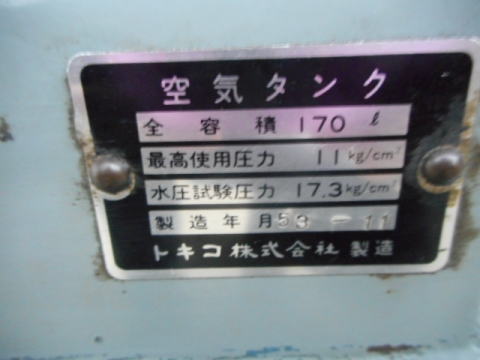 空気タンク
全容積 170 ℓ
最高使用圧力 11 kg/cm²
水圧試験圧力 17.3 kg/cm²
製造年月 53-11
トキコ株式会社 製造